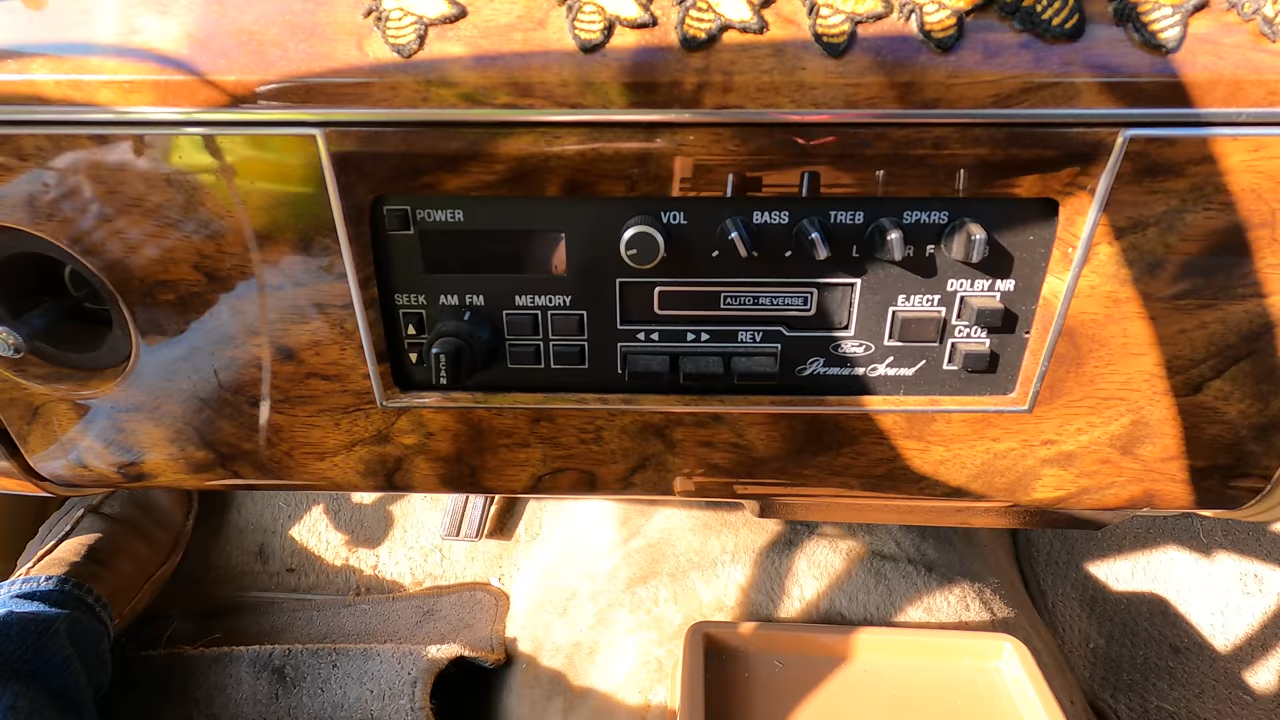 POWER
VOL BASS TREB SPKRS
L R F B
SEEK AM FM MEMORY
SCAN
AUTO-REVERSE
◀◀ ▶▶ REV
EJECT
DOLBY NR
CrO₂
Ford
Premium Sound